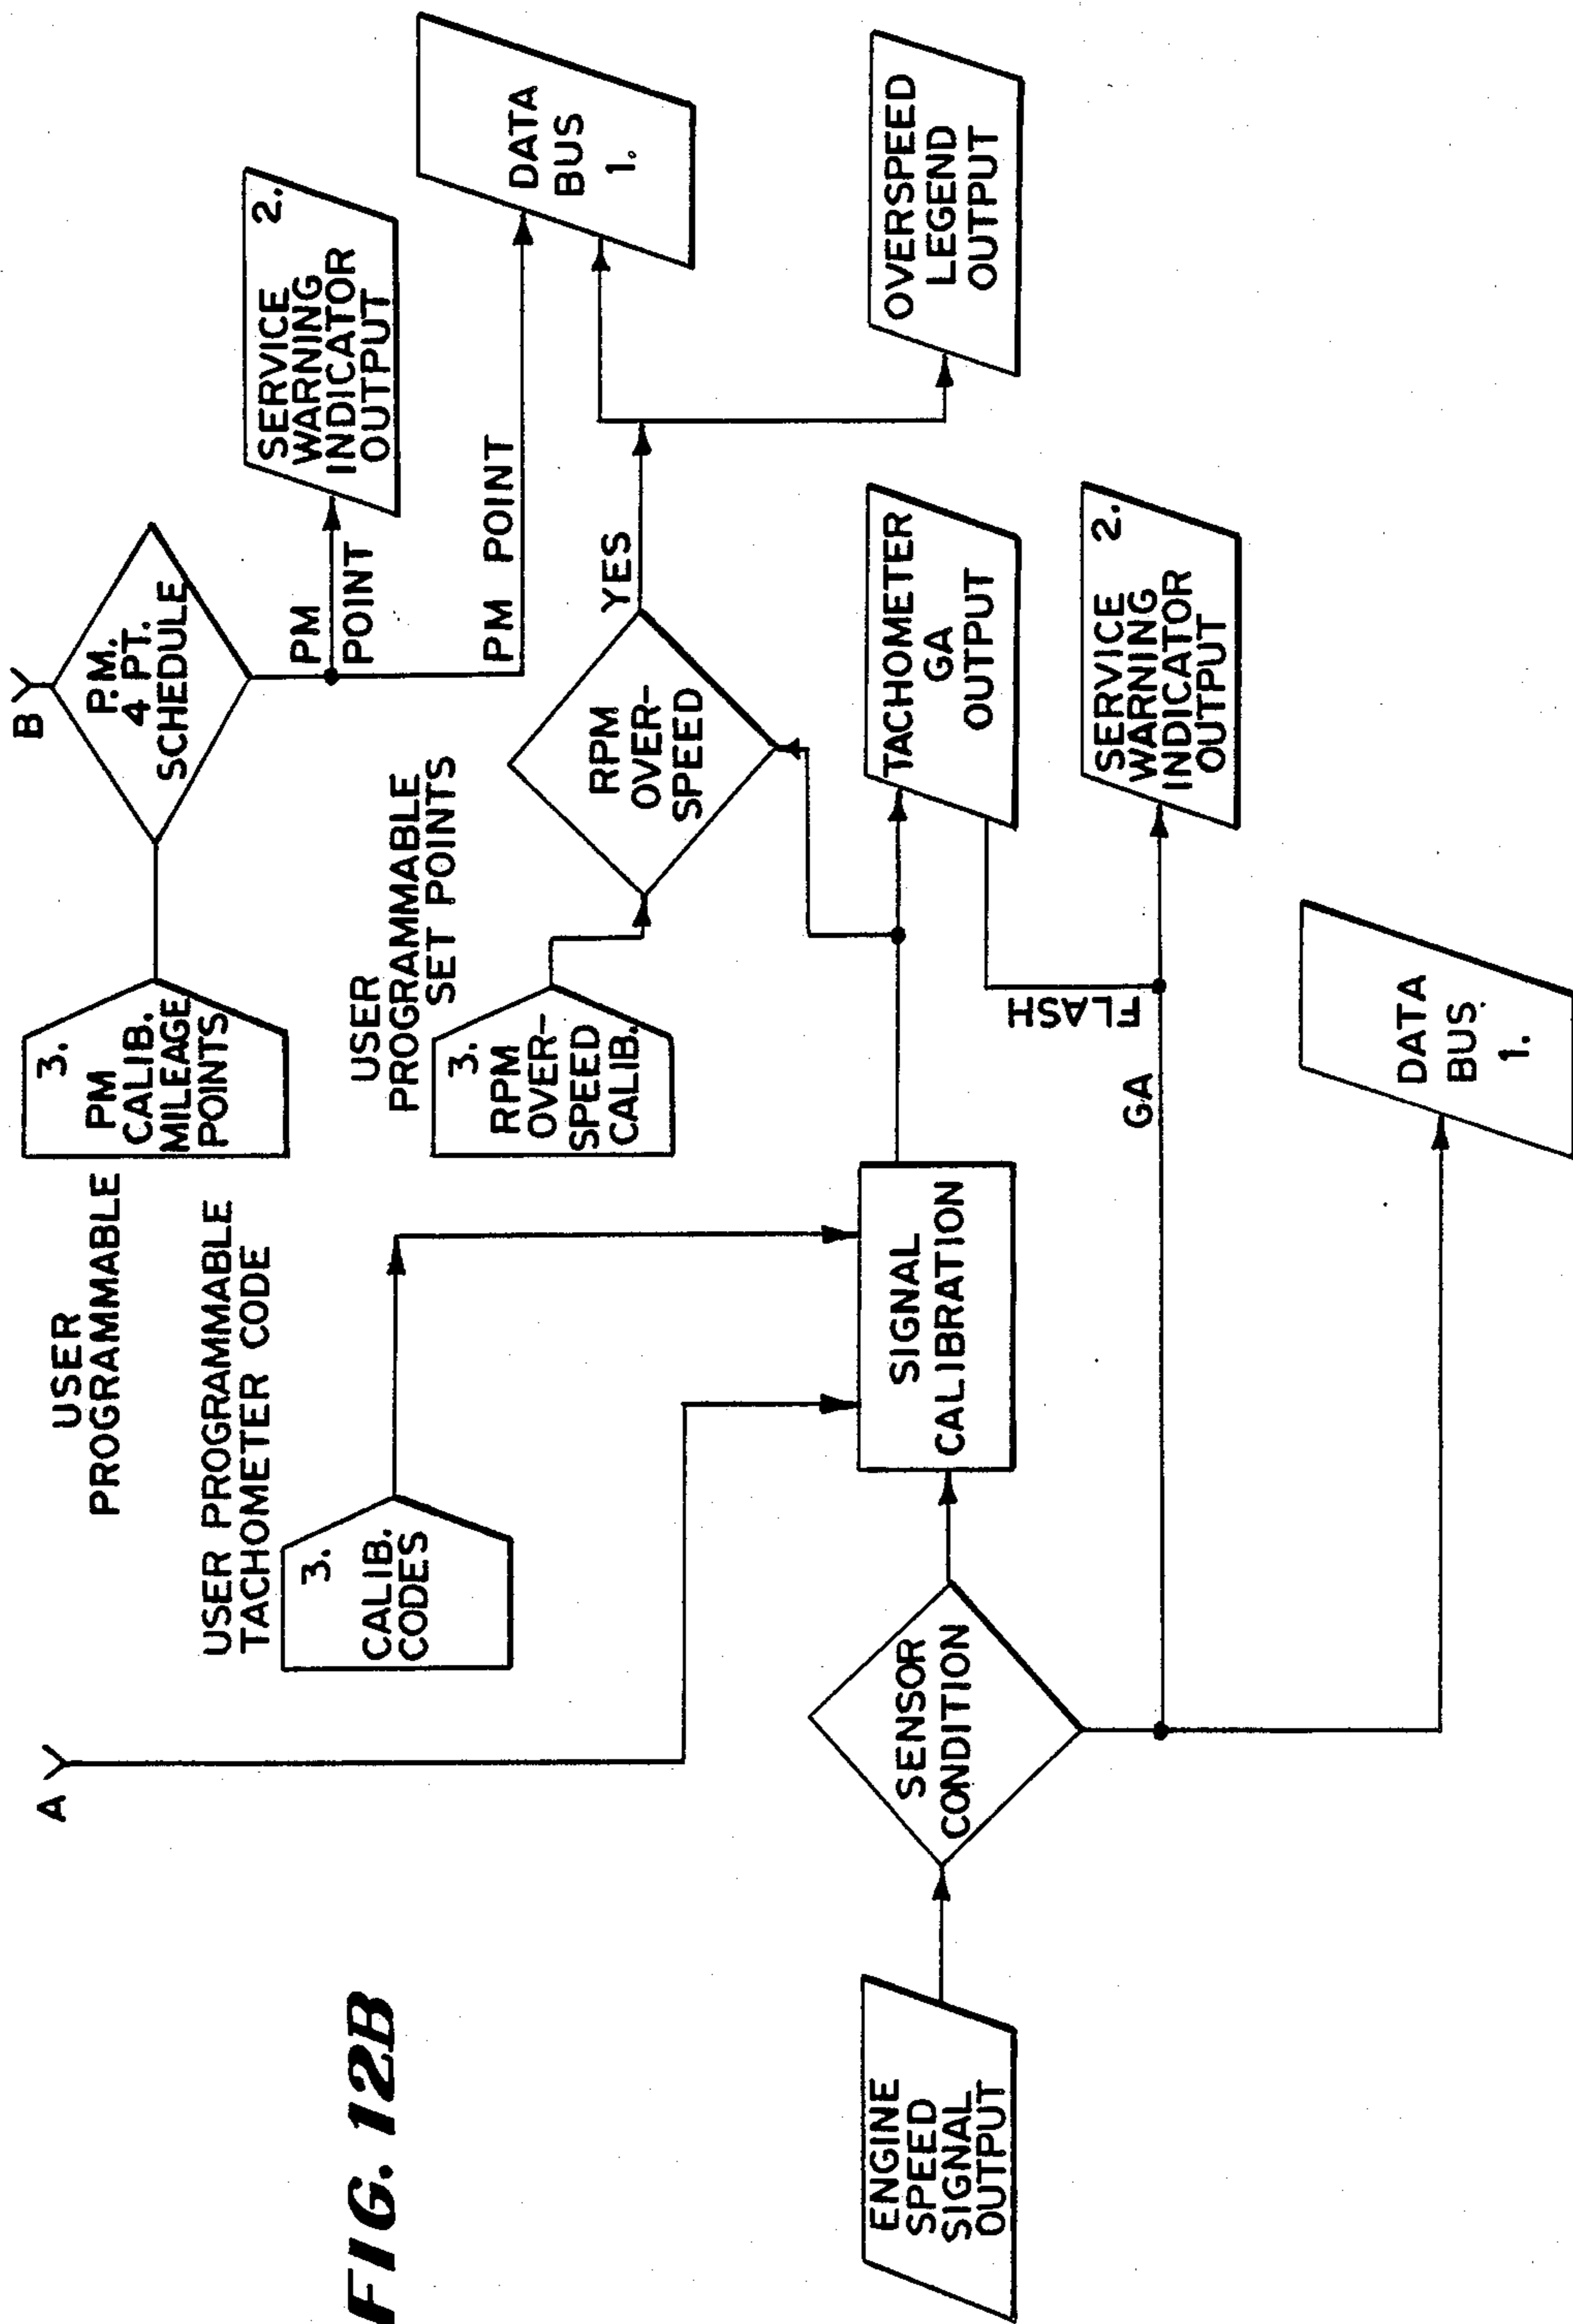 B
USER
PROGRAMMABLE
3.
PM
CALIB.
MILEAGE
POINTS
P.M.
4 PT.
SCHEDULE
PM
POINT
SERVICE 2.
WARNING
INDICATOR
OUTPUT
PM POINT
DATA
BUS
1.
A
USER PROGRAMMABLE
TACHOMETER CODE
3.
CALIB.
CODES
USER
PROGRAMMABLE
SET POINTS
3.
RPM
OVER-
SPEED
CALIB.
RPM
OVER-
SPEED
YES
OVERSPEED
LEGEND
OUTPUT
ENGINE
SPEED
SIGNAL
OUTPUT
SENSOR
CONDITION
SIGNAL
CALIBRATION
TACHOMETER
GA
OUTPUT
FLASH
GA
SERVICE 2.
WARNING
INDICATOR
OUTPUT
DATA
BUS
1.
FIG. 12B